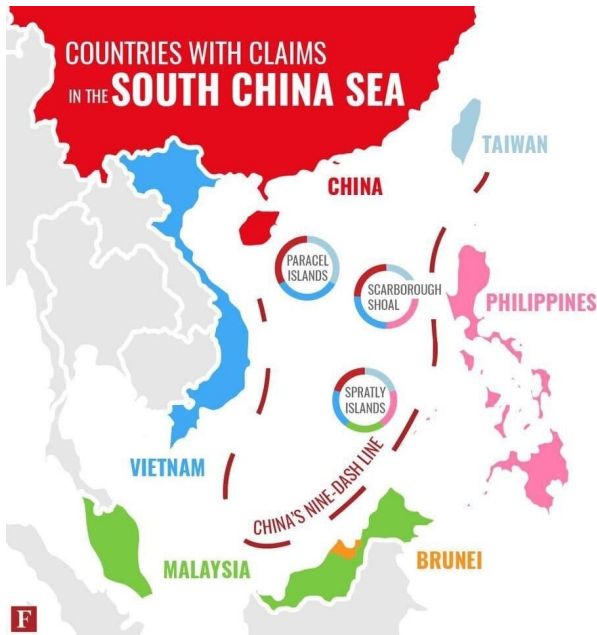 COUNTRIES WITH CLAIMS
IN THE SOUTH CHINA SEA
TAIWAN
CHINA
PARACEL
ISLANDS
SCARBOROUGH
SHOAL
PHILIPPINES
SPRATLY
ISLANDS
VIETNAM
CHINA'S NINE-DASH LINE
MALAYSIA
BRUNEI
F